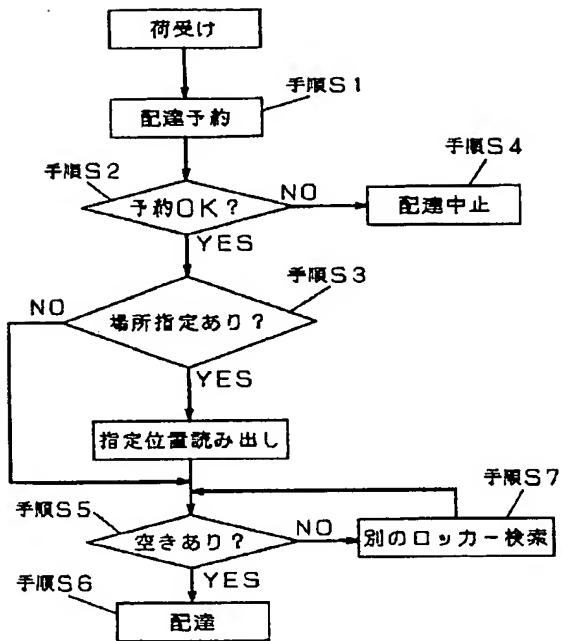 荷受け
手順S1
配達予約
手順S2
予約OK?
NO
手順S4
配達中止
YES
手順S3
NO
場所指定あり?
YES
指定位置読み出し
手順S5
空きあり?
NO
手順S7
別のロッカー検索
YES
手順S6
配達